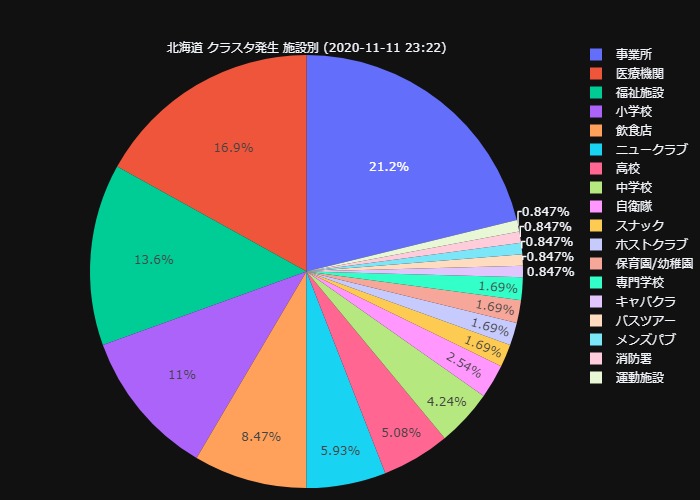 北海道 クラスタ発生 施設別 (2020-11-11 23:22)
21.2%
16.9%
13.6%
11%
8.47%
5.93%
5.08%
4.24%
2.54%
1.69%
1.69%
1.69%
1.69%
0.847%
0.847%
0.847%
0.847%
0.847%
事業所
医療機関
福祉施設
小学校
飲食店
ニュークラブ
高校
中学校
自衛隊
スナック
ホストクラブ
保育園/幼稚園
専門学校
キャバクラ
バスツアー
メンズパブ
消防署
運動施設